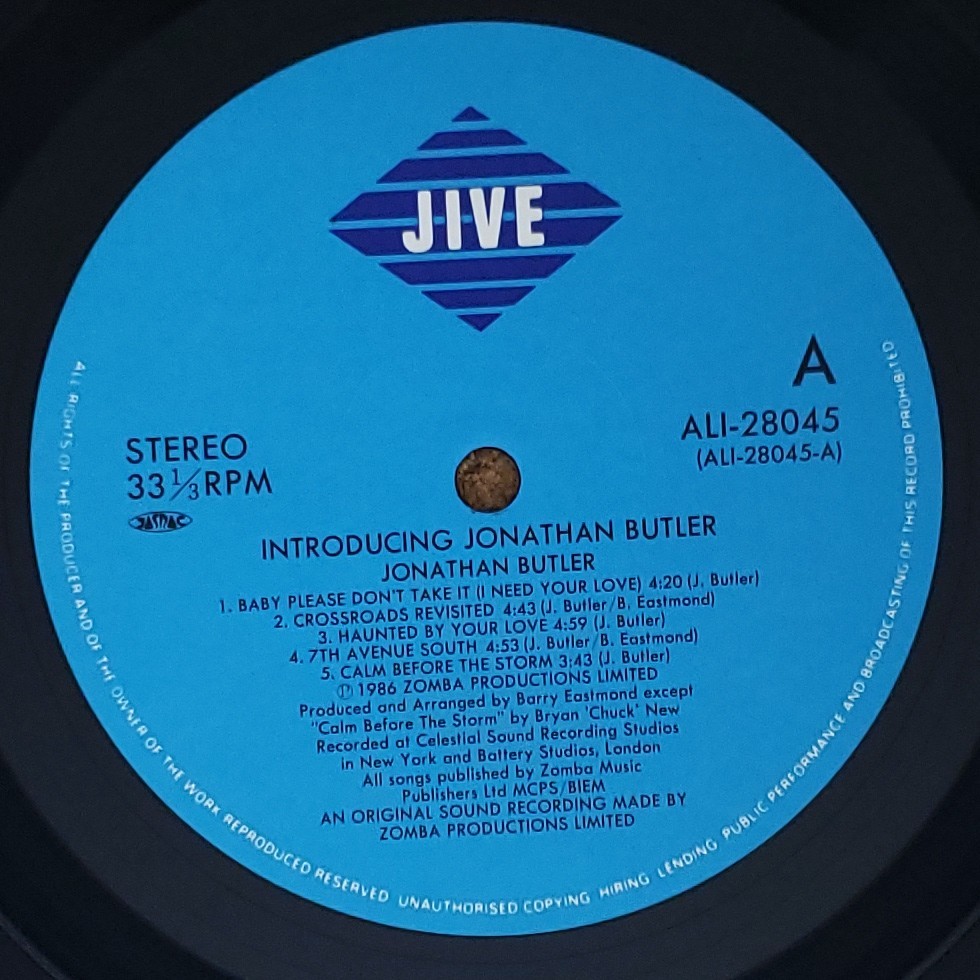 JIVE
A
ALI-28045
(ALI-28045-A)
STEREO
33 1/3 RPM
JASRAC
INTRODUCING JONATHAN BUTLER
JONATHAN BUTLER
1. BABY PLEASE DON'T TAKE IT (I NEED YOUR LOVE) 4:20 (J. Butler)
2. CROSSROADS REVISITED 4:43 (J. Butler/B. Eastmond)
3. HAUNTED BY YOUR LOVE 4:59 (J. Butler)
4. 7TH AVENUE SOUTH 4:53 (J. Butler/B. Eastmond)
5. CALM BEFORE THE STORM 3:43 (J. Butler)
Ⓟ 1986 ZOMBA PRODUCTIONS LIMITED
Produced and Arranged by Barry Eastmond except
"Calm Before The Storm" by Bryan 'Chuck' New
Recorded at Celestial Sound Recording Studios
in New York and Battery Studios, London
All songs published by Zomba Music
Publishers Ltd MCPS/BIEM
AN ORIGINAL SOUND RECORDING MADE BY
ZOMBA PRODUCTIONS LIMITED
ALL RIGHTS OF THE PRODUCER AND OF THE OWNER OF THE WORK REPRODUCED RESERVED UNAUTHORISED COPYING HIRING LENDING PUBLIC PERFORMANCE AND BROADCASTING OF THIS RECORD PROHIBITED